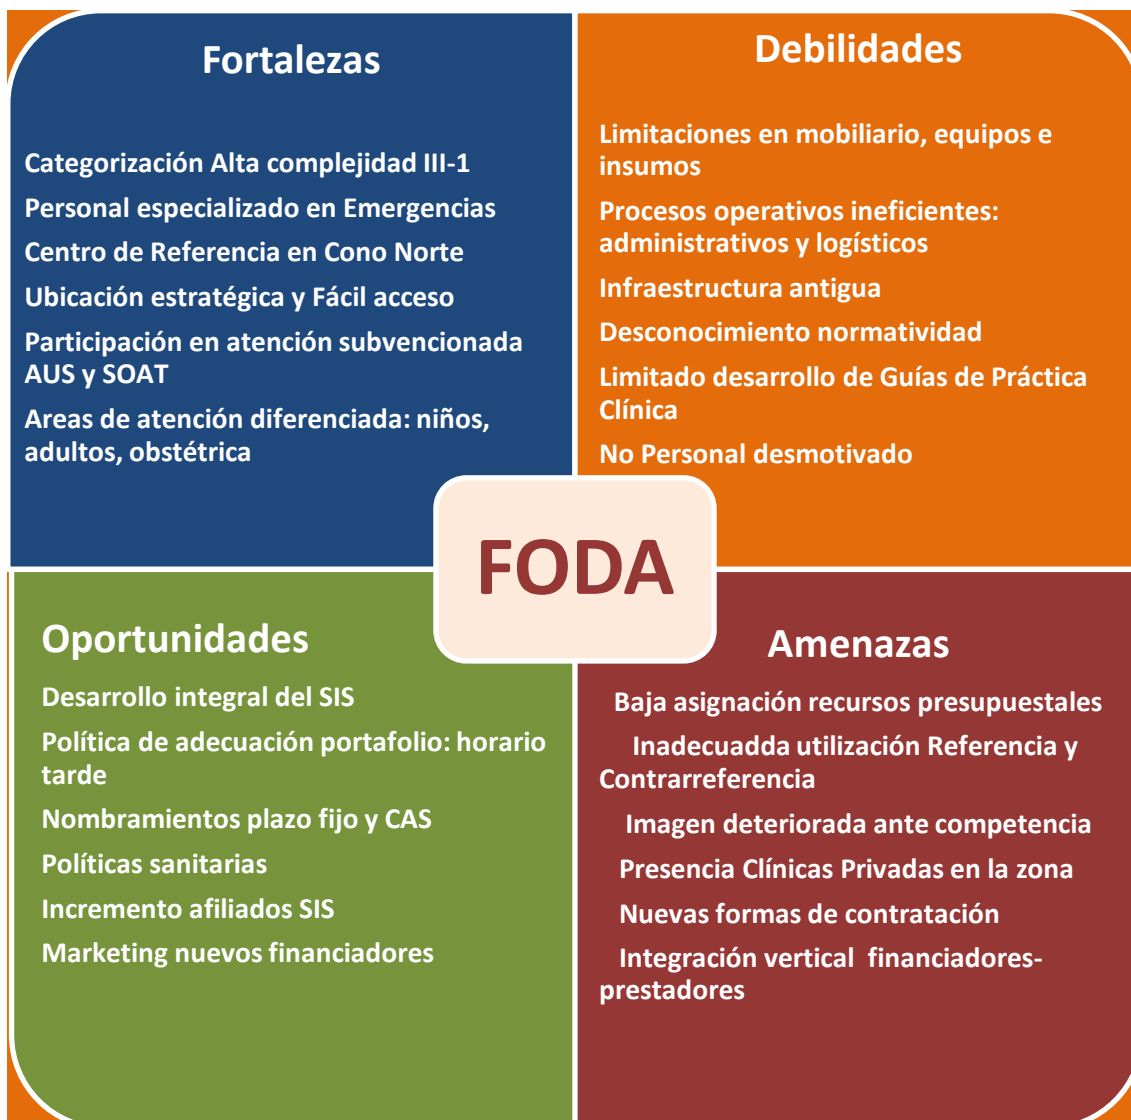 Fortalezas
Categorización Alta complejidad III-1
Personal especializado en Emergencias
Centro de Referencia en Cono Norte
Ubicación estratégica y Fácil acceso
Participación en atención subvencionada
AUS y SOAT
Areas de atención diferenciada: niños,
adultos, obstétrica
Debilidades
Limitaciones en mobiliario, equipos e
insumos
Procesos operativos ineficientes:
administrativos y logísticos
Infraestructura antigua
Desconocimiento normatividad
Limitado desarrollo de Guías de Práctica
Clínica
No Personal desmotivado
FODA
Oportunidades
Desarrollo integral del SIS
Política de adecuación portafolio: horario
tarde
Nombramientos plazo fijo y CAS
Políticas sanitarias
Incremento afiliados SIS
Marketing nuevos financiadores
Amenazas
Baja asignación recursos presupuestales
Inadecuadda utilización Referencia y
Contrarreferencia
Imagen deteriorada ante competencia
Presencia Clínicas Privadas en la zona
Nuevas formas de contratación
Integración vertical financiadores-
prestadores